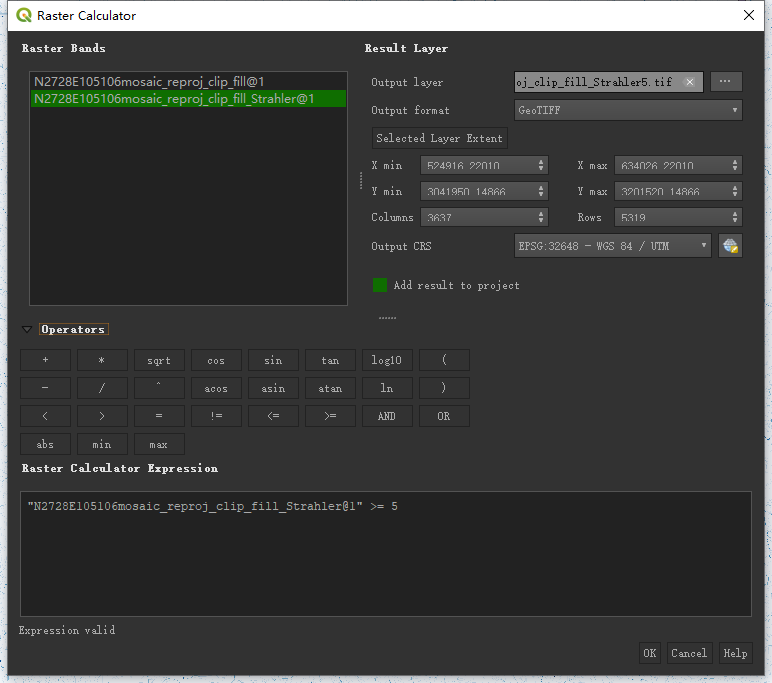 Raster Calculator
Raster Bands
N2728E105106mosaic_reproj_clip_fill@1
N2728E105106mosaic_reproj_clip_fill_Strahler@1
Result Layer
Output layer oj_clip_fill_Strahler5.tif ...
Output format GeoTIFF
Selected Layer Extent
X min 524916.22010 X max 634026.22010
Y min 3041950.14866 Y max 3201520.14866
Columns 3637 Rows 5319
Output CRS EPSG:32648 - WGS 84 / UTM
Add result to project
Operators
+ * sqrt cos sin tan log10 (
- / ^ acos asin atan ln )
< > = != <= >= AND OR
abs min max
Raster Calculator Expression
"N2728E105106mosaic_reproj_clip_fill_Strahler@1" >= 5
Expression valid
OK Cancel Help